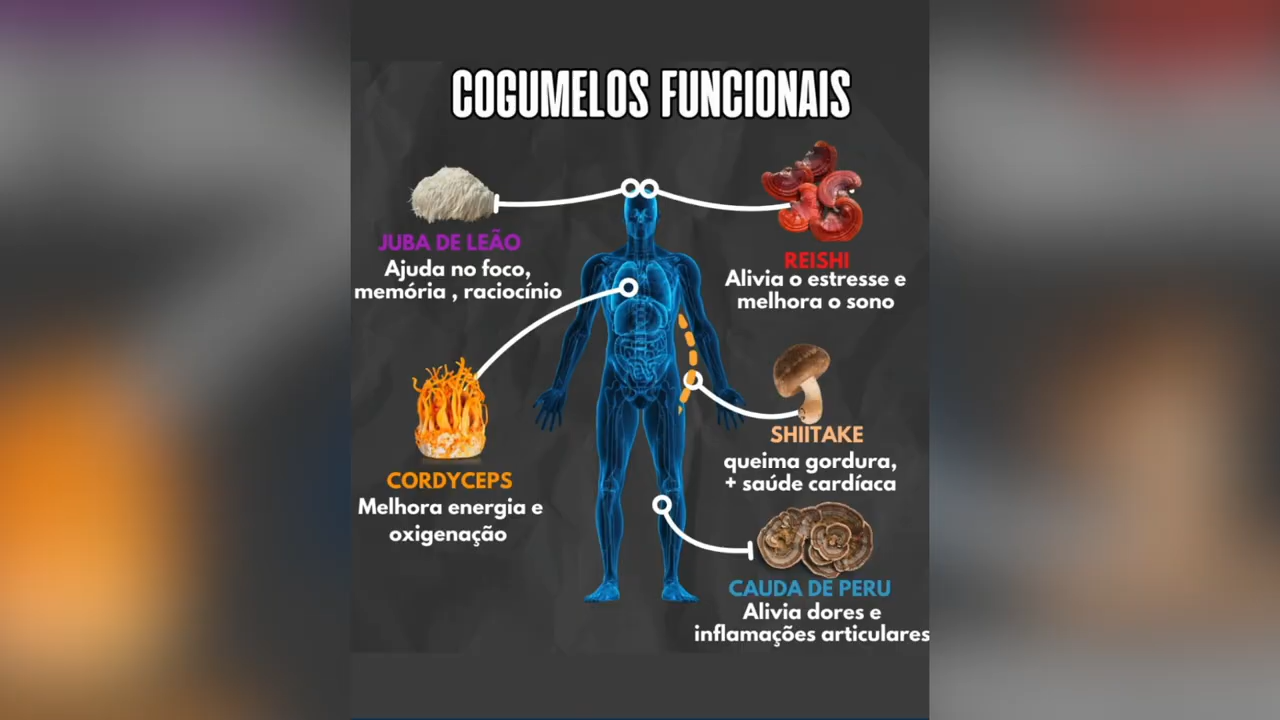 COGUMELOS FUNCIONAIS
JUBA DE LEÃO
Ajuda no foco,
memória , raciocínio
REISHI
Alivia o estresse e
melhora o sono
CORDYCEPS
Melhora energia e
oxigenação
SHIITAKE
queima gordura,
+ saúde cardíaca
CAUDA DE PERU
Alivia dores e
inflamações articulares